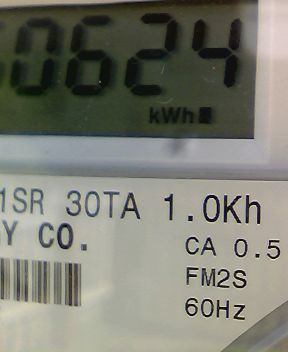 0624
kWh
1SR 30TA 1.0Kh
Y CO.
CA 0.5
FM2S
60Hz